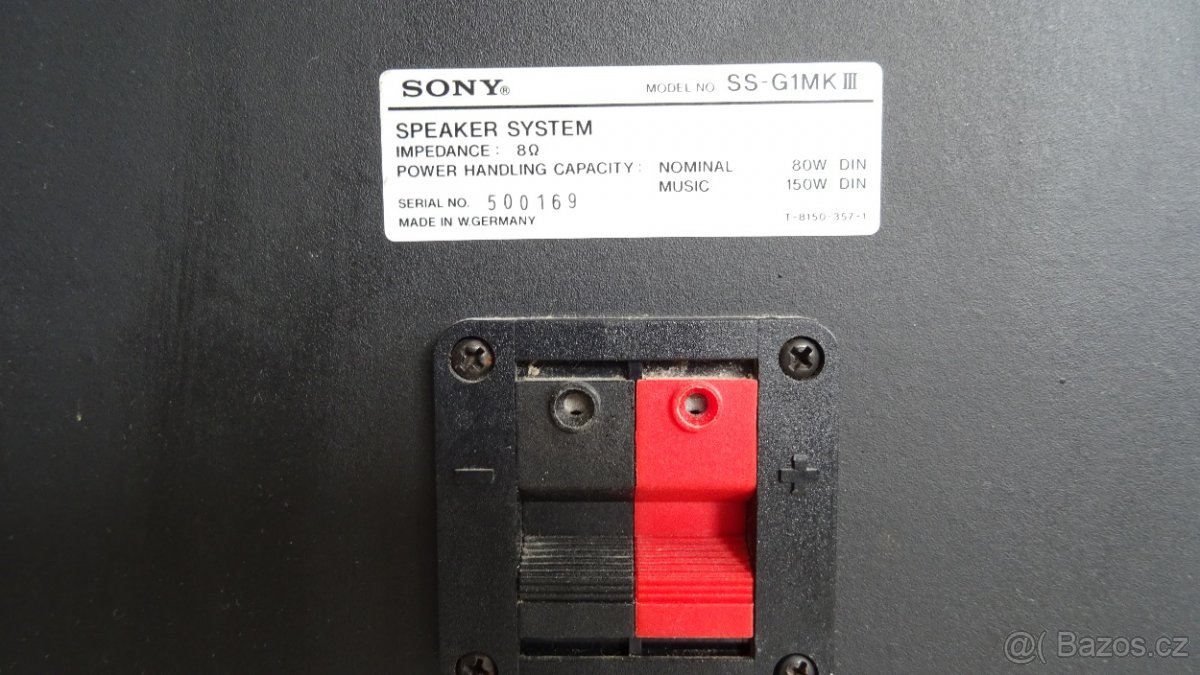 SONY® MODEL NO. SS-G1MK III
SPEAKER SYSTEM
IMPEDANCE: 8Ω
POWER HANDLING CAPACITY: NOMINAL 80W DIN
MUSIC 150W DIN
SERIAL NO. 500169
MADE IN W.GERMANY T-8150-357-1
− +
@( Bazos.cz